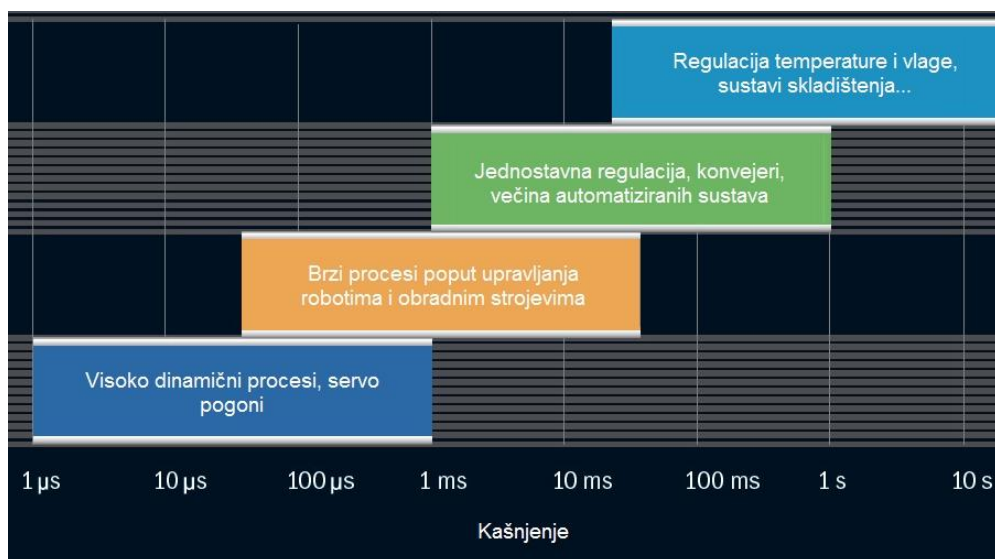 Regulacija temperature i vlage,
sustavi skladištenja...
Jednostavna regulacija, konvejeri,
večina automatiziranih sustava
Brzi procesi poput upravljanja
robotima i obradnim strojevima
Visoko dinamični procesi, servo
pogoni
1 µs 10 µs 100 µs 1 ms 10 ms 100 ms 1 s 10 s
Kašnjenje